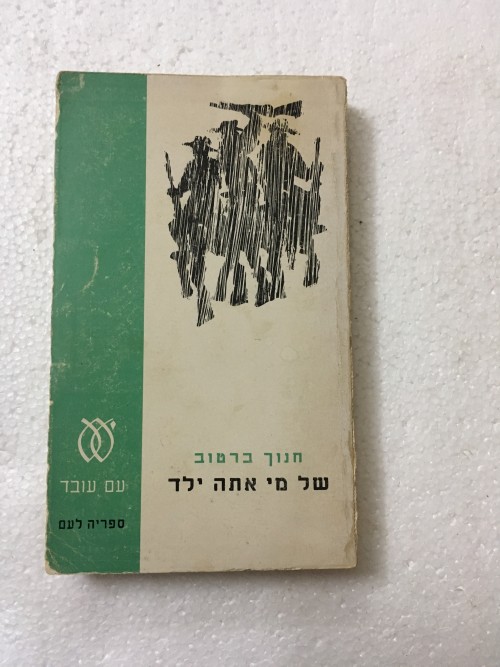 חנוך ברטוב
של מי אתה ילד
עם עובד
ספריה לעם